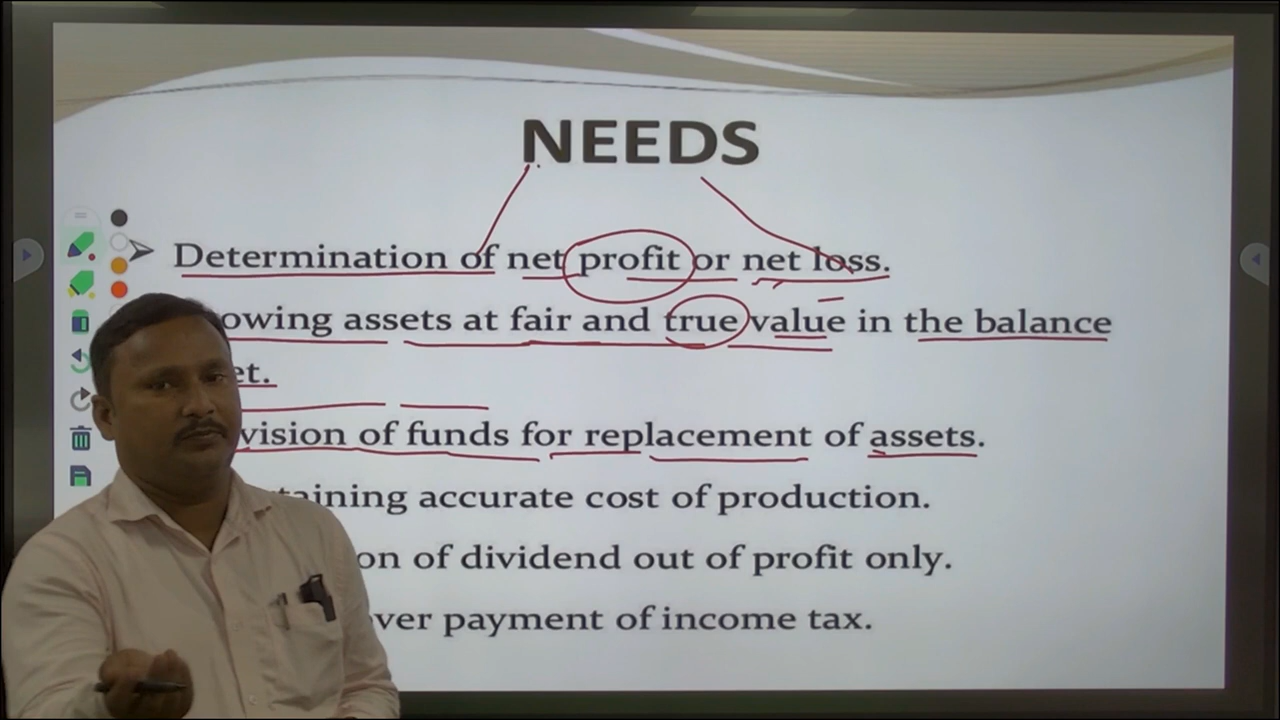 NEEDS
Determination of net profit or net loss.
owing assets at fair and true value in the balance
et.
vision of funds for replacement of assets.
taining accurate cost of production.
on of dividend out of profit only.
ver payment of income tax.